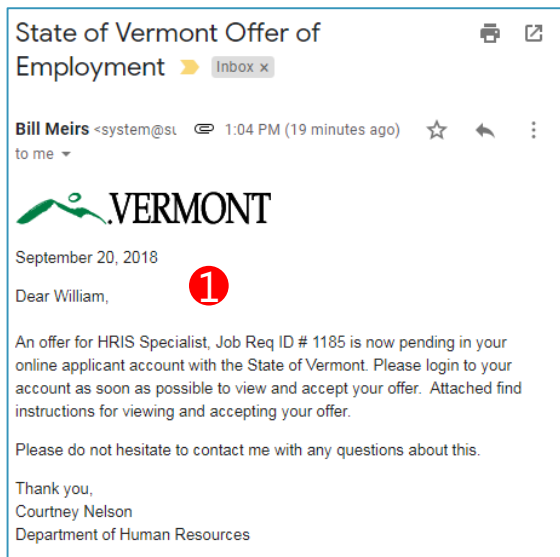 State of Vermont Offer of
Employment Inbox x
Bill Meirs <system@su 1:04 PM (19 minutes ago)
to me
.VERMONT
September 20, 2018
1
Dear William,
An offer for HRIS Specialist, Job Req ID # 1185 is now pending in your
online applicant account with the State of Vermont. Please login to your
account as soon as possible to view and accept your offer.  Attached find
instructions for viewing and accepting your offer.
Please do not hesitate to contact me with any questions about this.
Thank you,
Courtney Nelson
Department of Human Resources